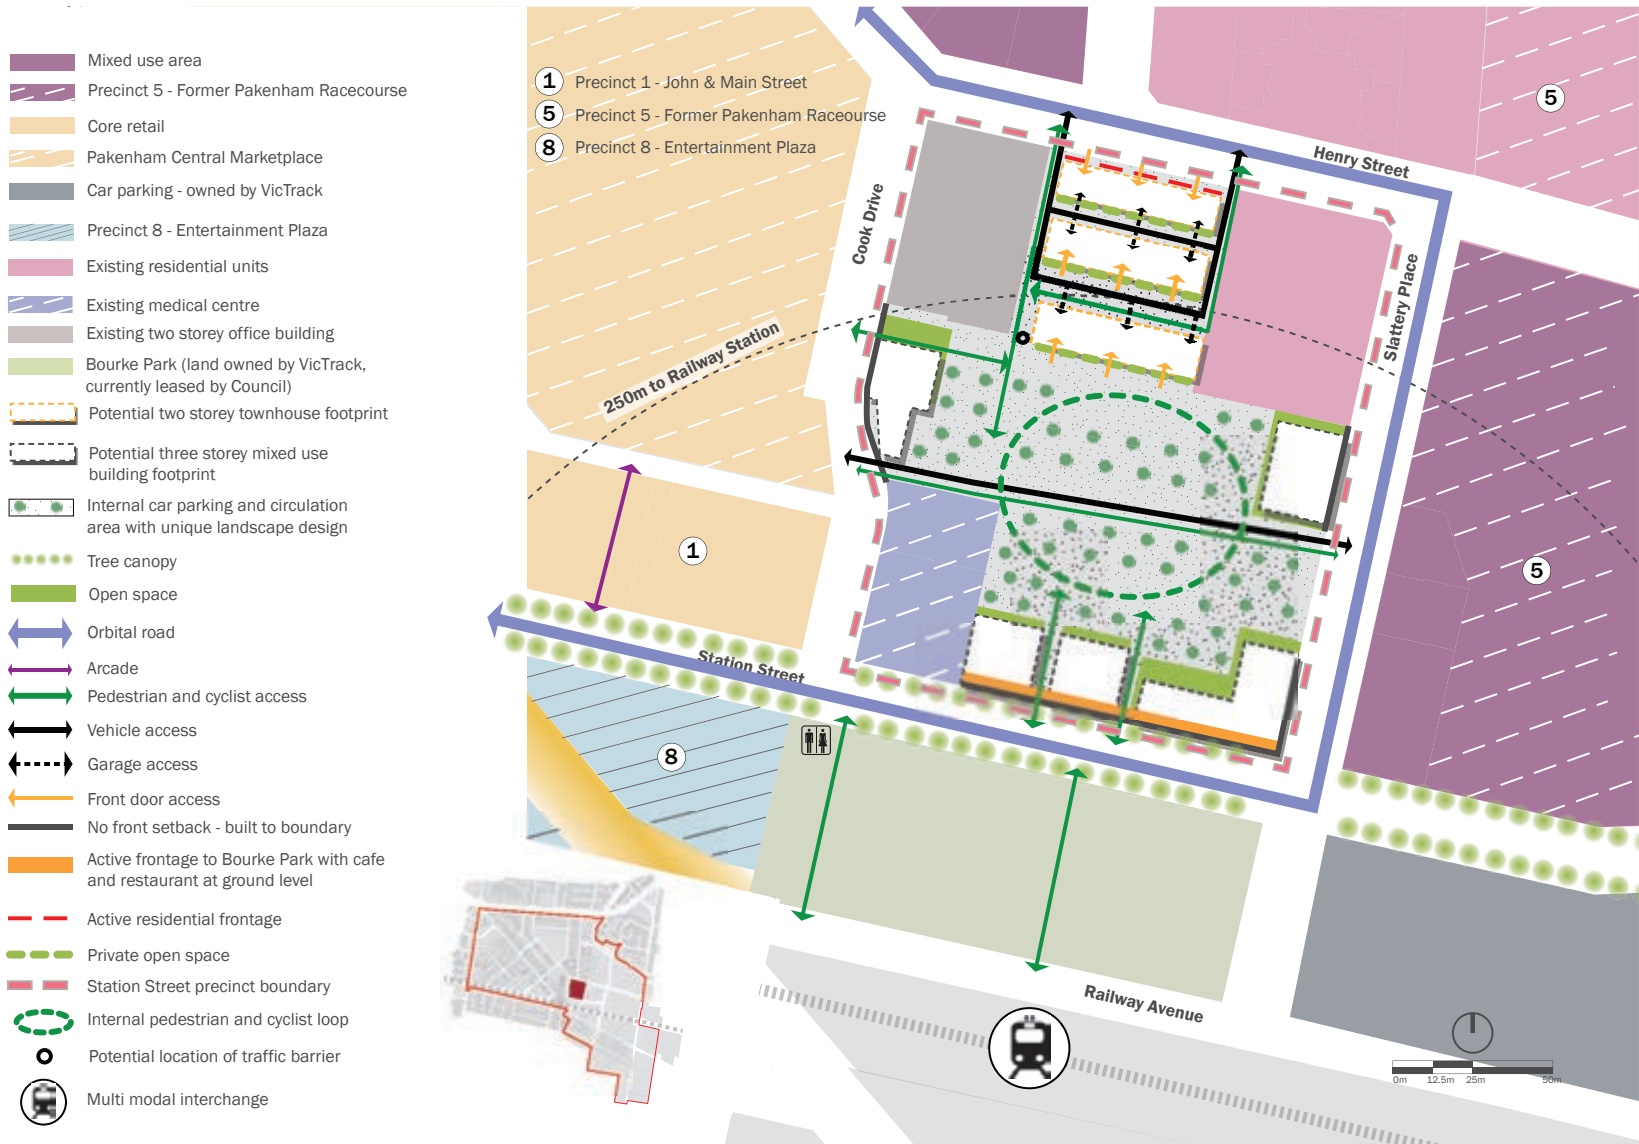 Mixed use area
Precinct 5 - Former Pakenham Racecourse
Core retail
Pakenham Central Marketplace
Car parking - owned by VicTrack
Precinct 8 - Entertainment Plaza
Existing residential units
Existing medical centre
Existing two storey office building
Bourke Park (land owned by VicTrack,
currently leased by Council)
Potential two storey townhouse footprint
Potential three storey mixed use
building footprint
Internal car parking and circulation
area with unique landscape design
Tree canopy
Open space
Orbital road
Arcade
Pedestrian and cyclist access
Vehicle access
Garage access
Front door access
No front setback - built to boundary
Active frontage to Bourke Park with cafe
and restaurant at ground level
Active residential frontage
Private open space
Station Street precinct boundary
Internal pedestrian and cyclist loop
Potential location of traffic barrier
Multi modal interchange
1 Precinct 1 - John & Main Street
5 Precinct 5 - Former Pakenham Raceourse
8 Precinct 8 - Entertainment Plaza
5
Henry Street
Cook Drive
Slattery Place
250m to Railway Station
1
5
Station Street
8
Railway Avenue
0m 12.5m 25m 50m